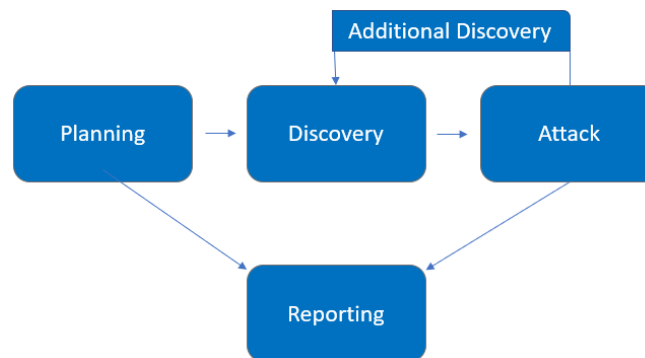 Additional Discovery
Planning
Discovery
Attack
Reporting